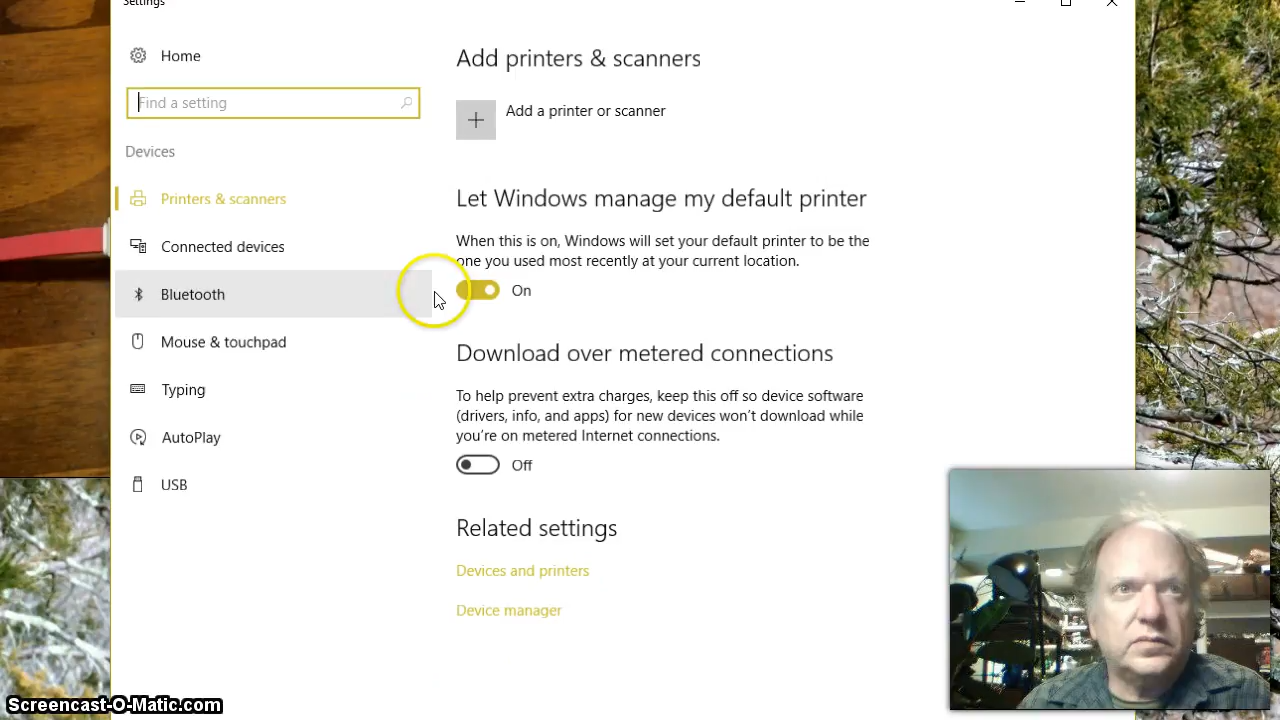 Settings
Home
Find a setting
Devices
Printers & scanners
Connected devices
Bluetooth
Mouse & touchpad
Typing
AutoPlay
USB
Add printers & scanners
Add a printer or scanner
Let Windows manage my default printer
When this is on, Windows will set your default printer to be the
one you used most recently at your current location.
On
Download over metered connections
To help prevent extra charges, keep this off so device software
(drivers, info, and apps) for new devices won't download while
you're on metered Internet connections.
Off
Related settings
Devices and printers
Device manager
Screencast-O-Matic.com